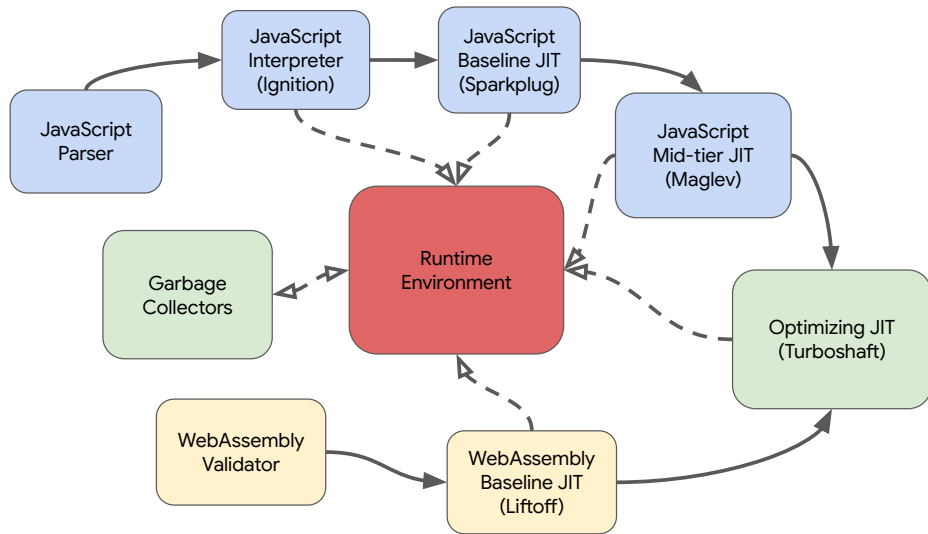 JavaScript
Parser
JavaScript
Interpreter
(Ignition)
JavaScript
Baseline JIT
(Sparkplug)
JavaScript
Mid-tier JIT
(Maglev)
Runtime
Environment
Garbage
Collectors
Optimizing JIT
(Turboshaft)
WebAssembly
Validator
WebAssembly
Baseline JIT
(Liftoff)